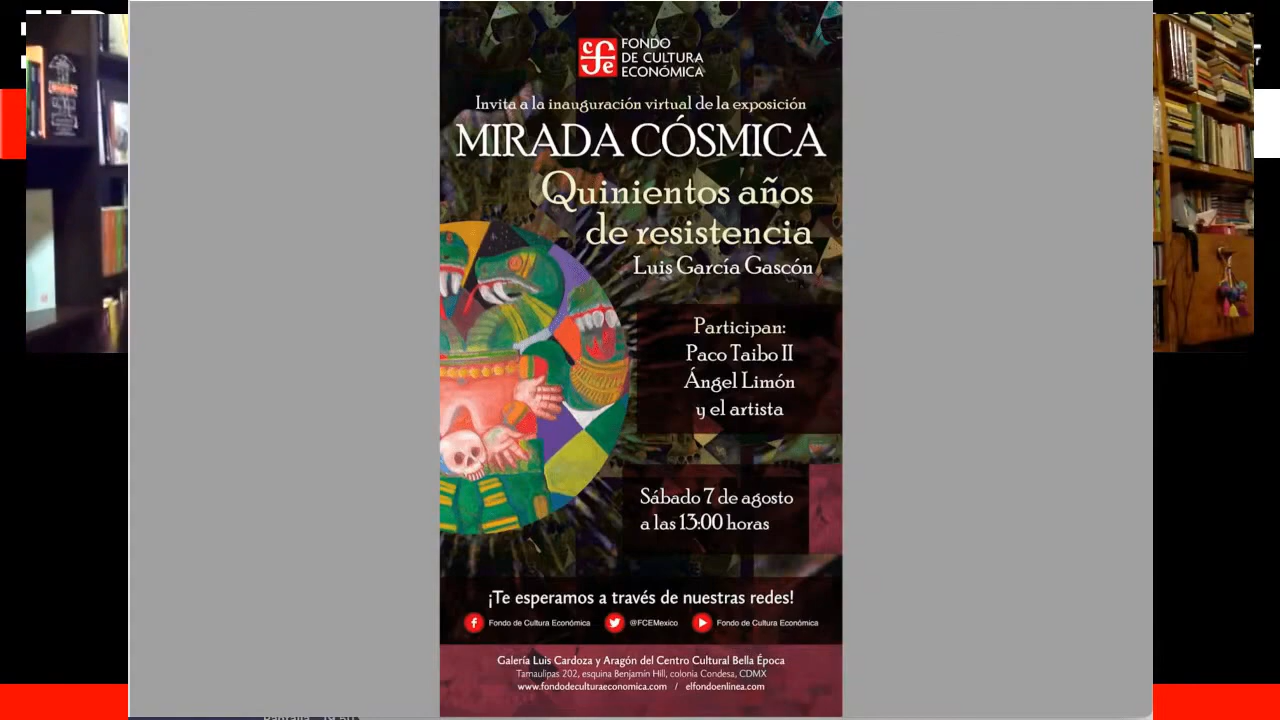 FONDO
DE CULTURA
ECONÓMICA
Invita a la inauguración virtual de la exposición
MIRADA CÓSMICA
Quinientos años
de resistencia
Luis García Gascón
Participan:
Paco Taibo II
Ángel Limón
y el artista
Sábado 7 de agosto
a las 13:00 horas
¡Te esperamos a través de nuestras redes!
Fondo de Cultura Económica @FCEMexico Fondo de Cultura Económica
Galería Luis Cardoza y Aragón del Centro Cultural Bella Época
Tamaulipas 202, esquina Benjamin Hill, colonia Condesa, CDMX
www.fondodeculturaeconomica.com / elfondoenlinea.com